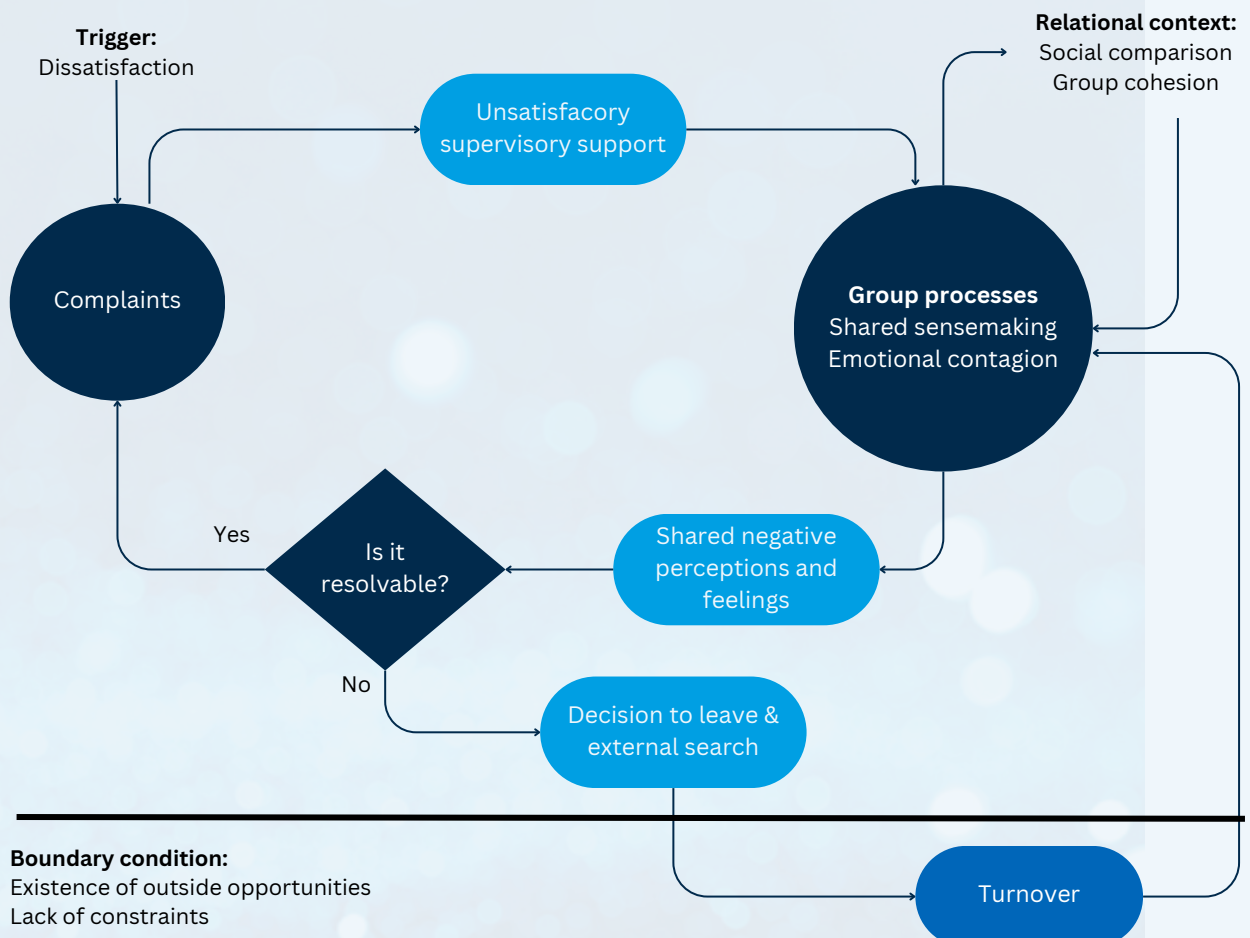 Trigger:
Dissatisfaction
Relational context:
Social comparison
Group cohesion
Unsatisfacory
supervisory support
Complaints
Group processes
Shared sensemaking
Emotional contagion
Yes
Is it
resolvable?
Shared negative
perceptions and
feelings
No
Decision to leave &
external search
Boundary condition:
Existence of outside opportunities
Lack of constraints
Turnover